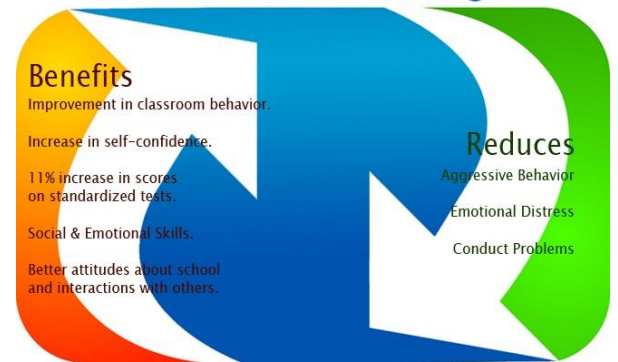 Benefits
Improvement in classroom behavior.
Increase in self-confidence.
11% increase in scores
on standardized tests.
Social & Emotional Skills.
Better attitudes about school
and interactions with others.
Reduces
Aggressive Behavior
Emotional Distress
Conduct Problems